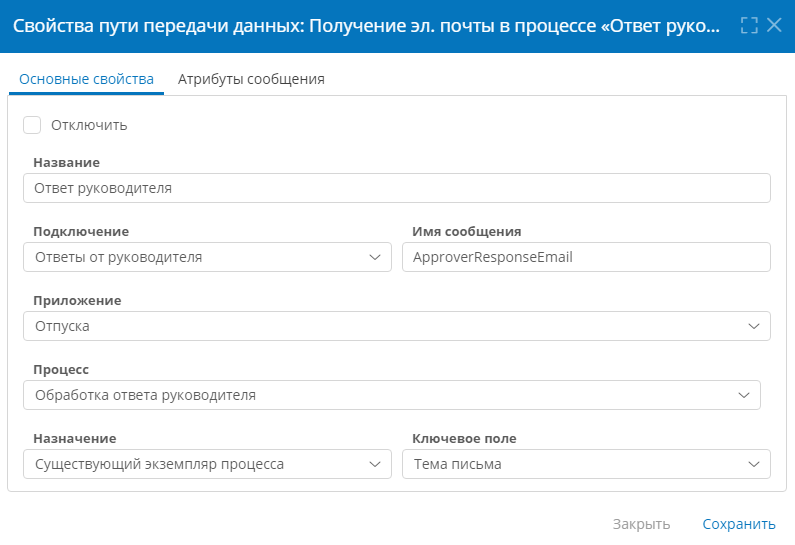 Свойства пути передачи данных: Получение эл. почты в процессе «Ответ руко...
Основные свойства Атрибуты сообщения
Отключить
Название
Ответ руководителя
Подключение Имя сообщения
Ответы от руководителя ApproverResponseEmail
Приложение
Отпуска
Процесс
Обработка ответа руководителя
Назначение Ключевое поле
Существующий экземпляр процесса Тема письма
Закрыть Сохранить